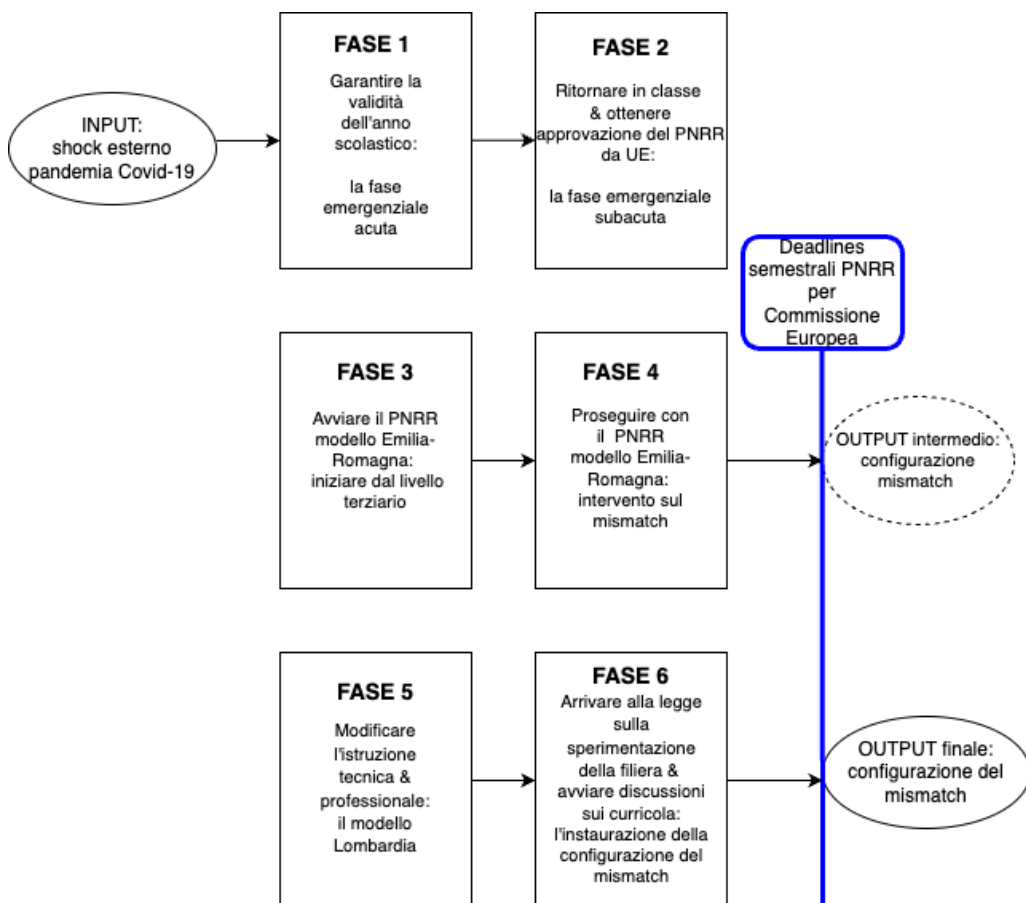 INPUT:
shock esterno
pandemia Covid-19
FASE 1
Garantire la
validità
dell'anno
scolastico:
la fase
emergenziale
acuta
FASE 2
Ritornare in classe
& ottenere
approvazione del PNRR
da UE:
la fase emergenziale
subacuta
Deadlines
semestrali PNRR
per
Commissione
Europea
FASE 3
Avviare il PNRR
modello Emilia-
Romagna:
iniziare dal livello
terziario
FASE 4
Proseguire con
il PNRR
modello Emilia-
Romagna:
intervento sul
mismatch
OUTPUT intermedio:
configurazione
mismatch
FASE 5
Modificare
l'istruzione
tecnica &
professionale:
il modello
Lombardia
FASE 6
Arrivare alla legge
sulla
sperimentazione
della filiera &
avviare discussioni
sui curricola:
l'instaurazione della
configurazione del
mismatch
OUTPUT finale:
configurazione del
mismatch